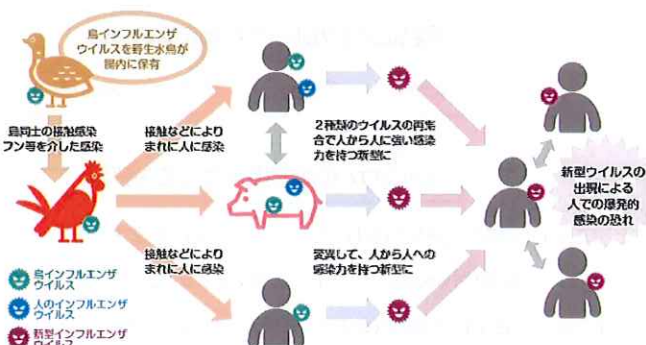 鳥インフルエンザ
ウイルスを野生水鳥が
腸内に保有
鳥同士の接触感染
フン等を介した感染
接触などにより
まれに人に感染
2種類のウイルスの再集
合で人から人に強い感染
力を持つ新型に
新型ウイルスの
出現による
人での爆発的
感染の恐れ
接触などにより
まれに人に感染
変異して、人から人への
感染力を持つ新型に
鳥インフルエンザ
ウイルス
人のインフルエンザ
ウイルス
新型インフルエンザ
ウイルス